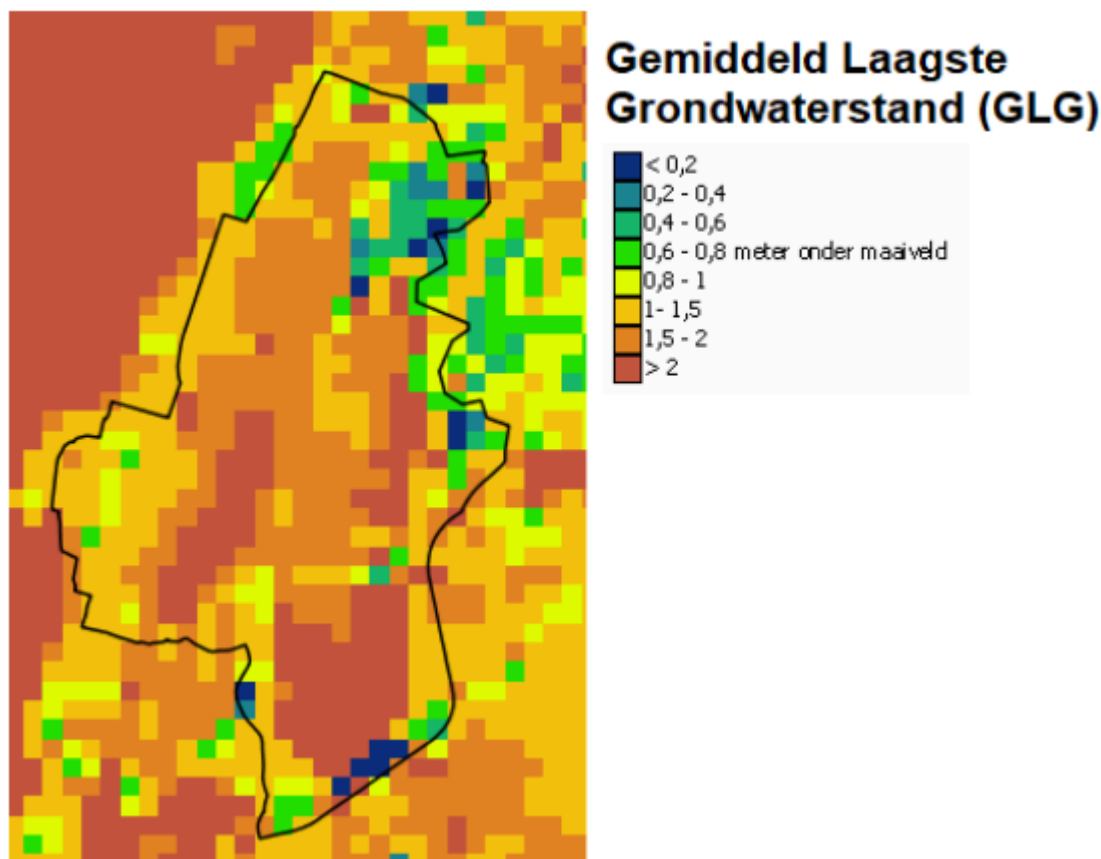 Gemiddeld Laagste
Grondwaterstand (GLG)
< 0,2
0,2 - 0,4
0,4 - 0,6
0,6 - 0,8 meter onder maaiveld
0,8 - 1
1- 1,5
1,5 - 2
> 2